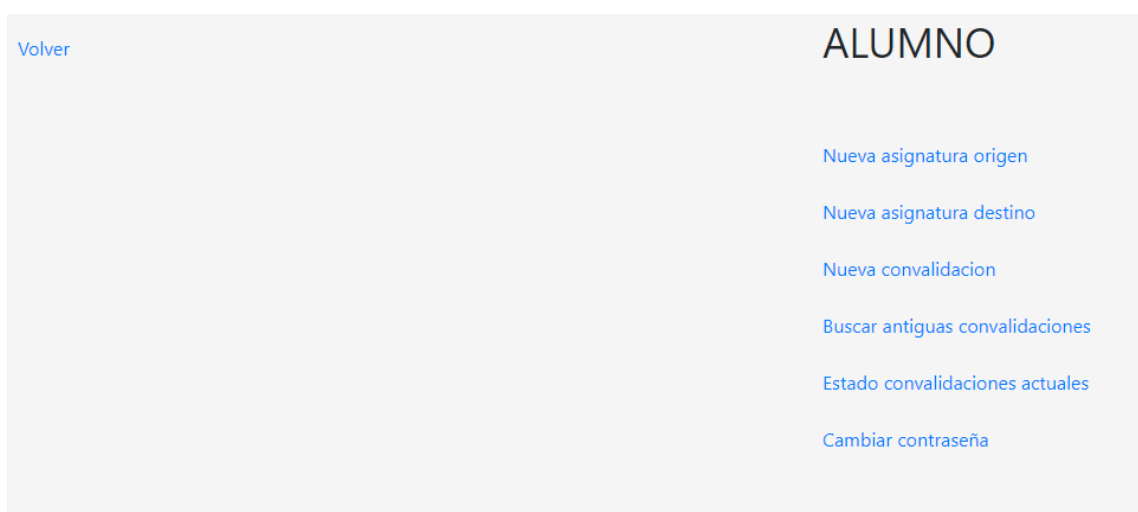 Volver
ALUMNO
Nueva asignatura origen
Nueva asignatura destino
Nueva convalidacion
Buscar antiguas convalidaciones
Estado convalidaciones actuales
Cambiar contraseña